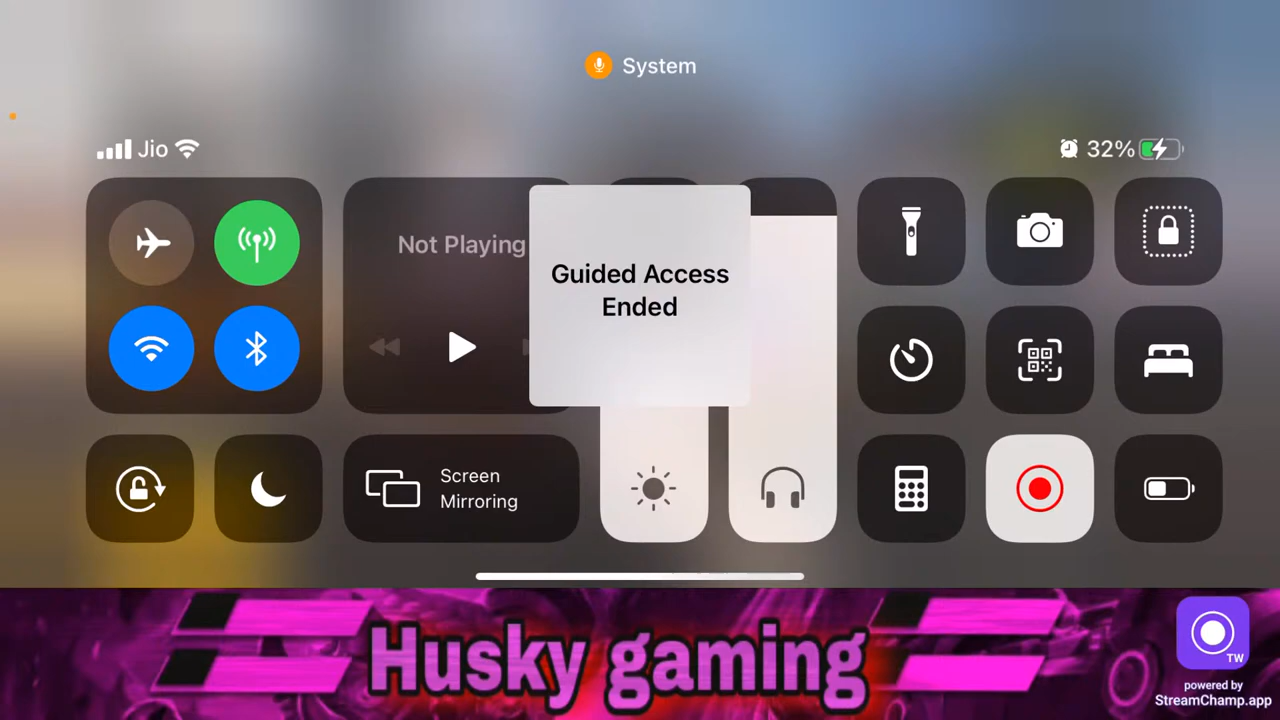 System
Jio
32%
Not Playing
Guided Access
Ended
Screen
Mirroring
Husky gaming
TW
powered by
StreamChamp.app